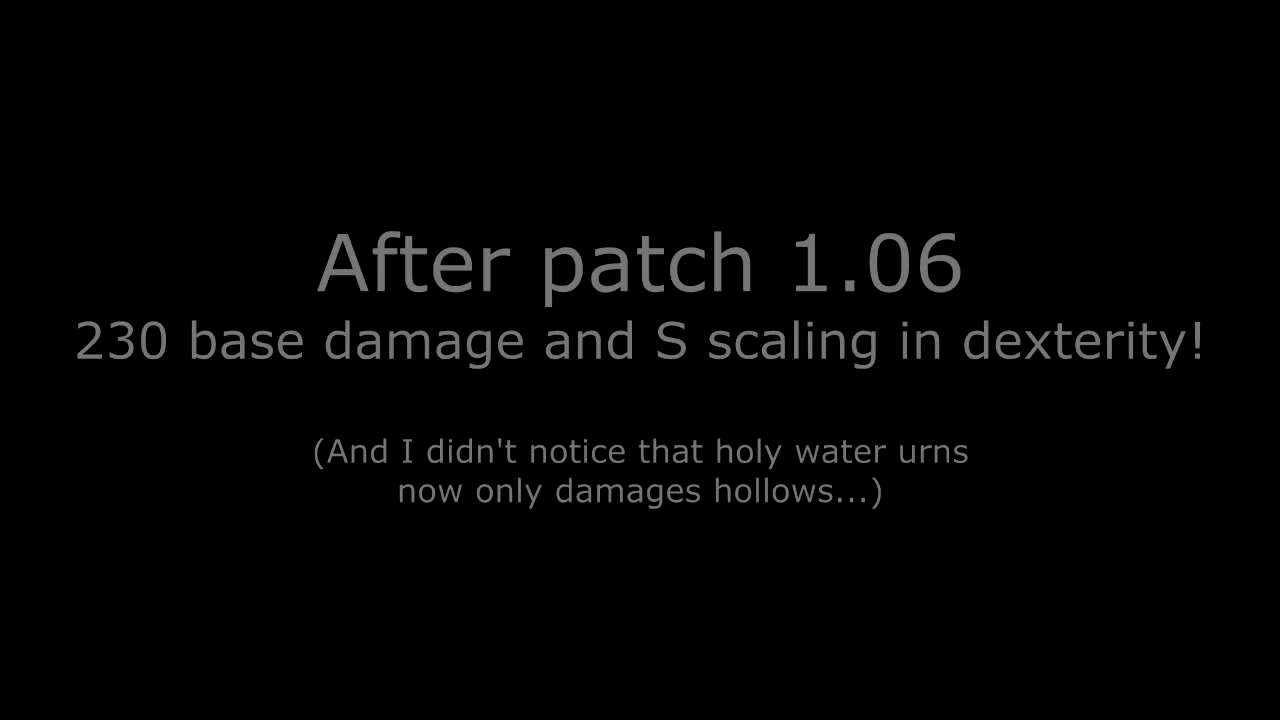 After patch 1.06
230 base damage and S scaling in dexterity!
(And I didn't notice that holy water urns
now only damages hollows...)